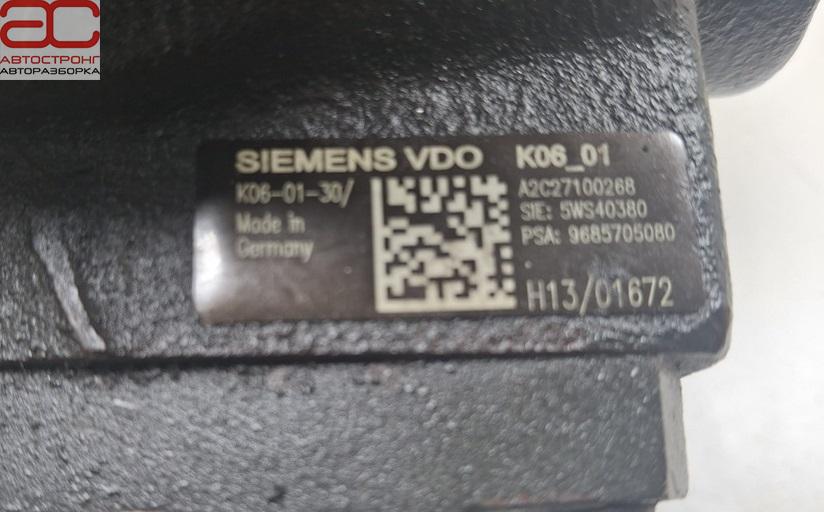 АС
АВТОСТРОНГ
АВТОРАЗБОРКА
SIEMENS VDO K06_01
K06-01-30/
Made in
Germany
A2C27100268
SIE: 5WS40380
PSA: 9685705080
H13/01672